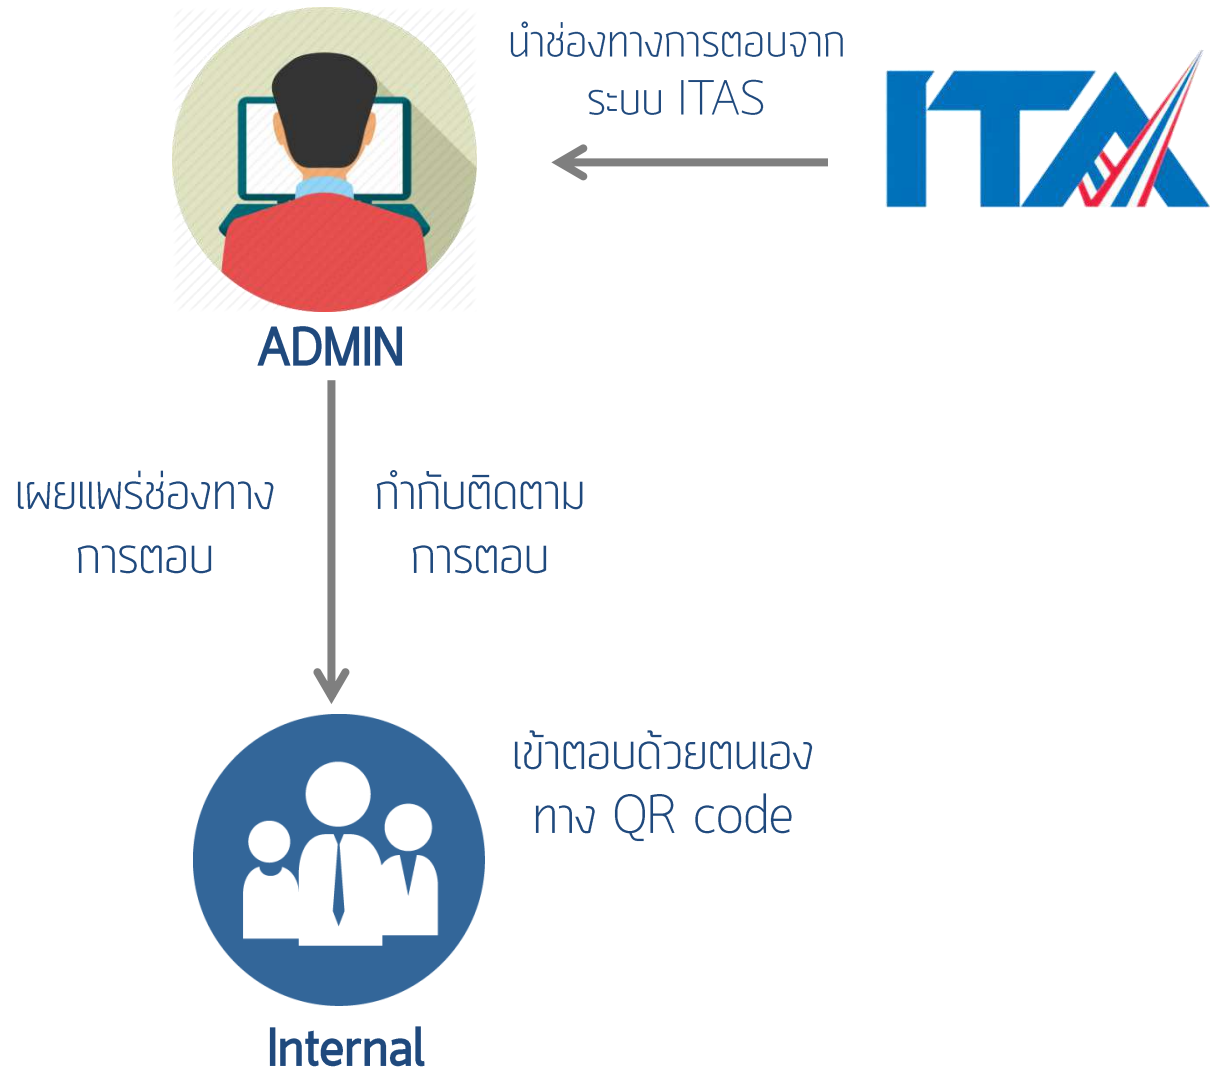 นำช่องทางการตอบจาก
ระบบ ITAS
ITA
ADMIN
เผยแพร่ช่องทาง
การตอบ
กำกับติดตาม
การตอบ
เข้าตอบด้วยตนเอง
ทาง QR code
Internal